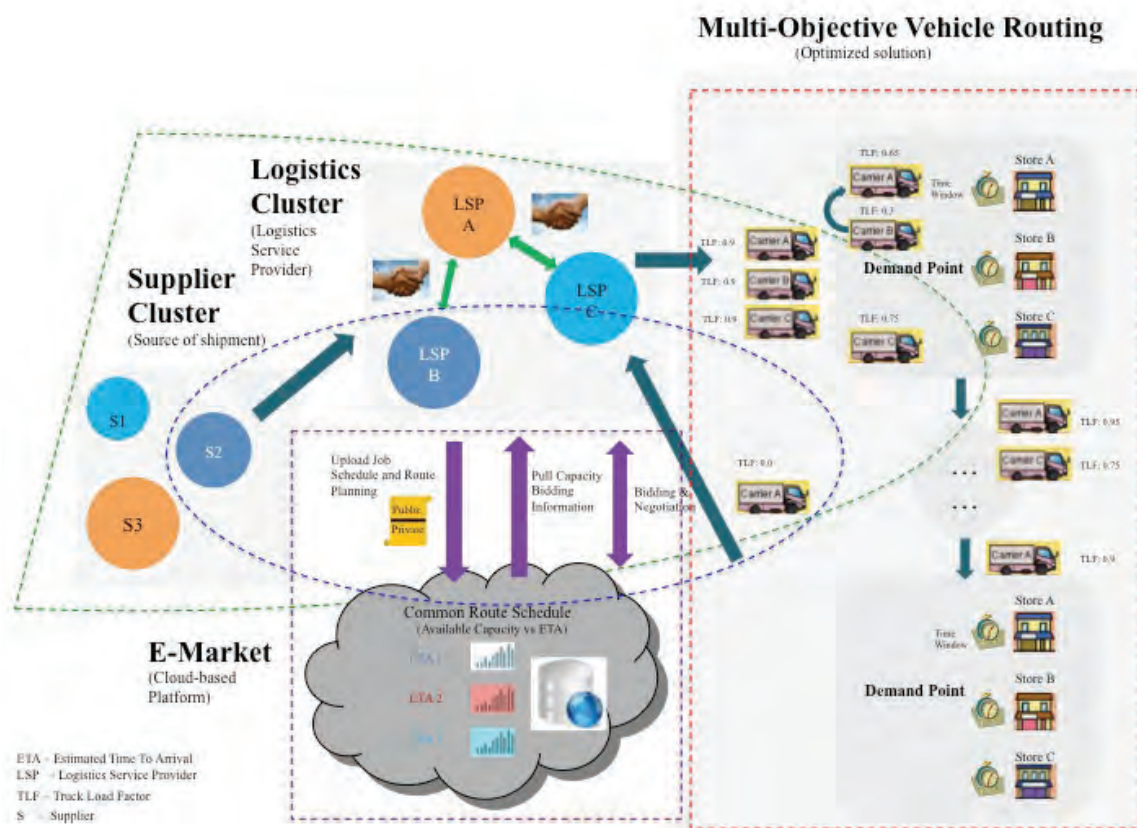 Multi-Objective Vehicle Routing
(Optimized solution)
Logistics
Cluster
(Logistics
Service
Provider)
Supplier
Cluster
(Source of shipment)
LSP
A
LSP
B
LSP
C
S1
S2
S3
TLF: 0.9
Carrier A
TLF: 0.9
Carrier B
TLF: 0.9
Carrier C
TLF: 0.65
Carrier A
TLF: 0.3
Carrier B
Time
Window
Store A
Store B
Demand Point
Store C
TLF: 0.75
Carrier C
Carrier A
TLF: 0.95
Carrier C
TLF: 0.75
...
...
Carrier A
TLF: 0.9
TLF: 0.0
Carrier A
Upload Job
Schedule and Route
Planning
Public
Private
Pull Capacity
Bidding
Information
Bidding &
Negotiation
Common Route Schedule
(Available Capacity vs ETA)
ETA 1
ETA 2
E-Market
(Cloud-based
Platform)
Store A
Time
Window
Store B
Demand Point
Store C
ETA - Estimated Time To Arrival
LSP - Logistics Service Provider
TLF - Truck Load Factor
S - Supplier